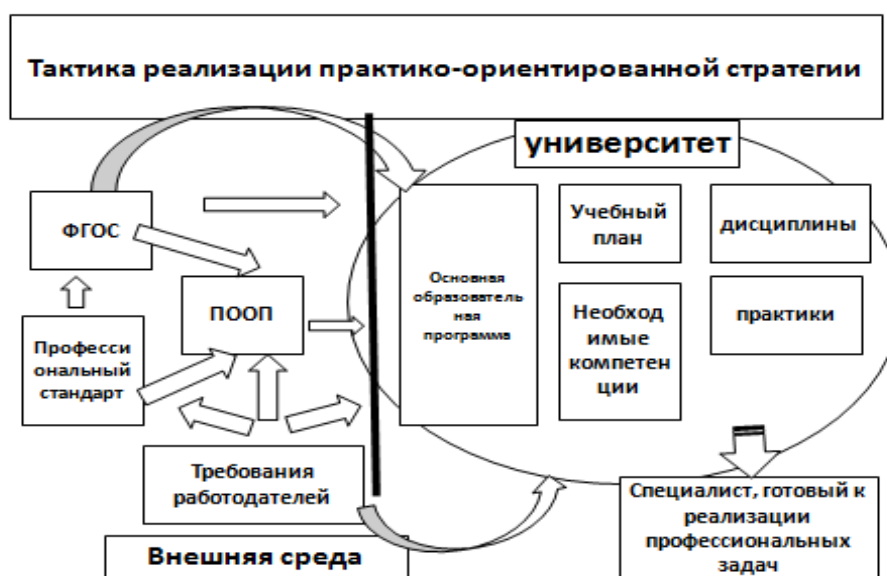 Тактика реализации практико-ориентированной стратегии
университет
ФГОС
ПООП
Професси
ональный
стандарт
Требования
работодателей
Внешняя среда
Основная
образователь
ная
программа
Учебный
план
дисциплины
Необход
имые
компетен
ции
практики
Специалист, готовый к
реализации
профессиональных
задач